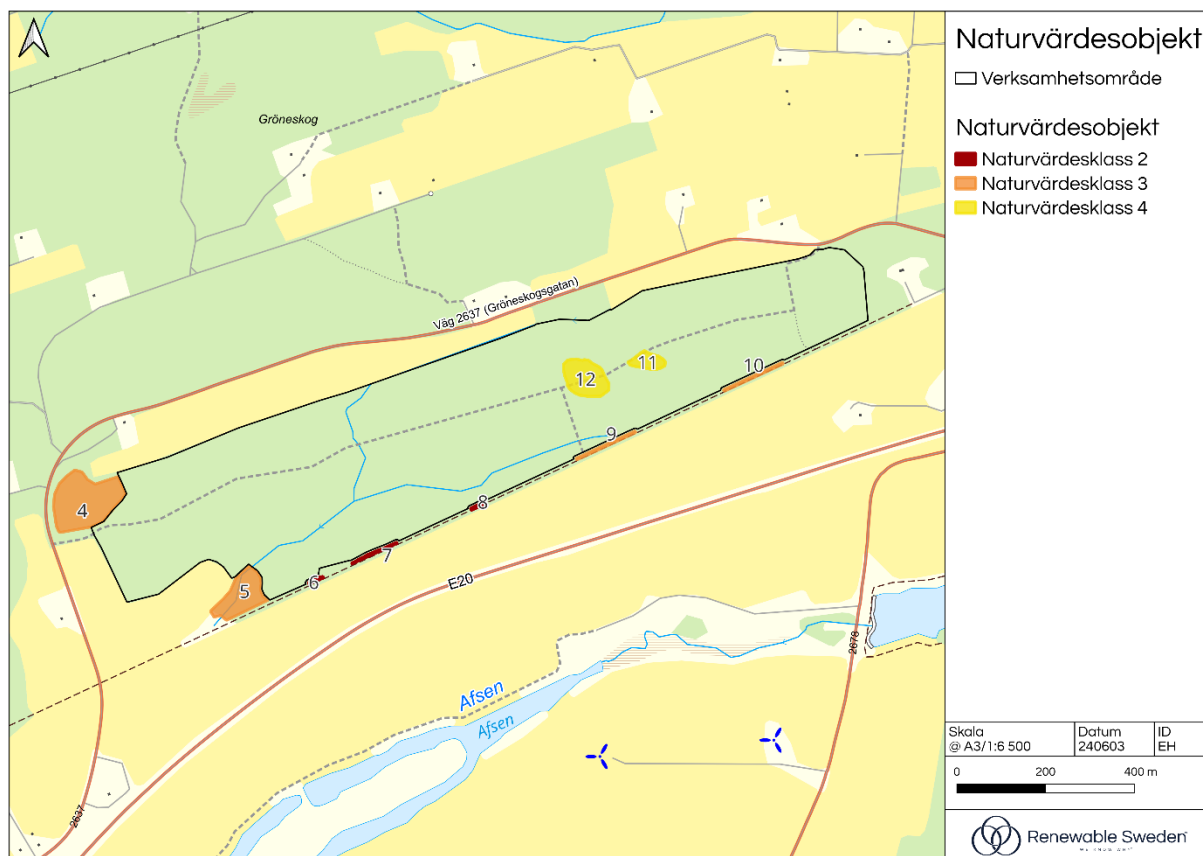 Naturvärdesobjekt
Verksamhetsområde
Naturvärdesobjekt
Naturvärdesklass 2
Naturvärdesklass 3
Naturvärdesklass 4
Gröneskog
Väg 2637 (Gröneskogsgatan)
11
12
10
9
4
8
7
6
5
E20
2678
Afsen
Afsen
2637
Skala
@ A3/1:6 500
Datum
240603
ID
EH
0 200 400 m
Renewable Sweden